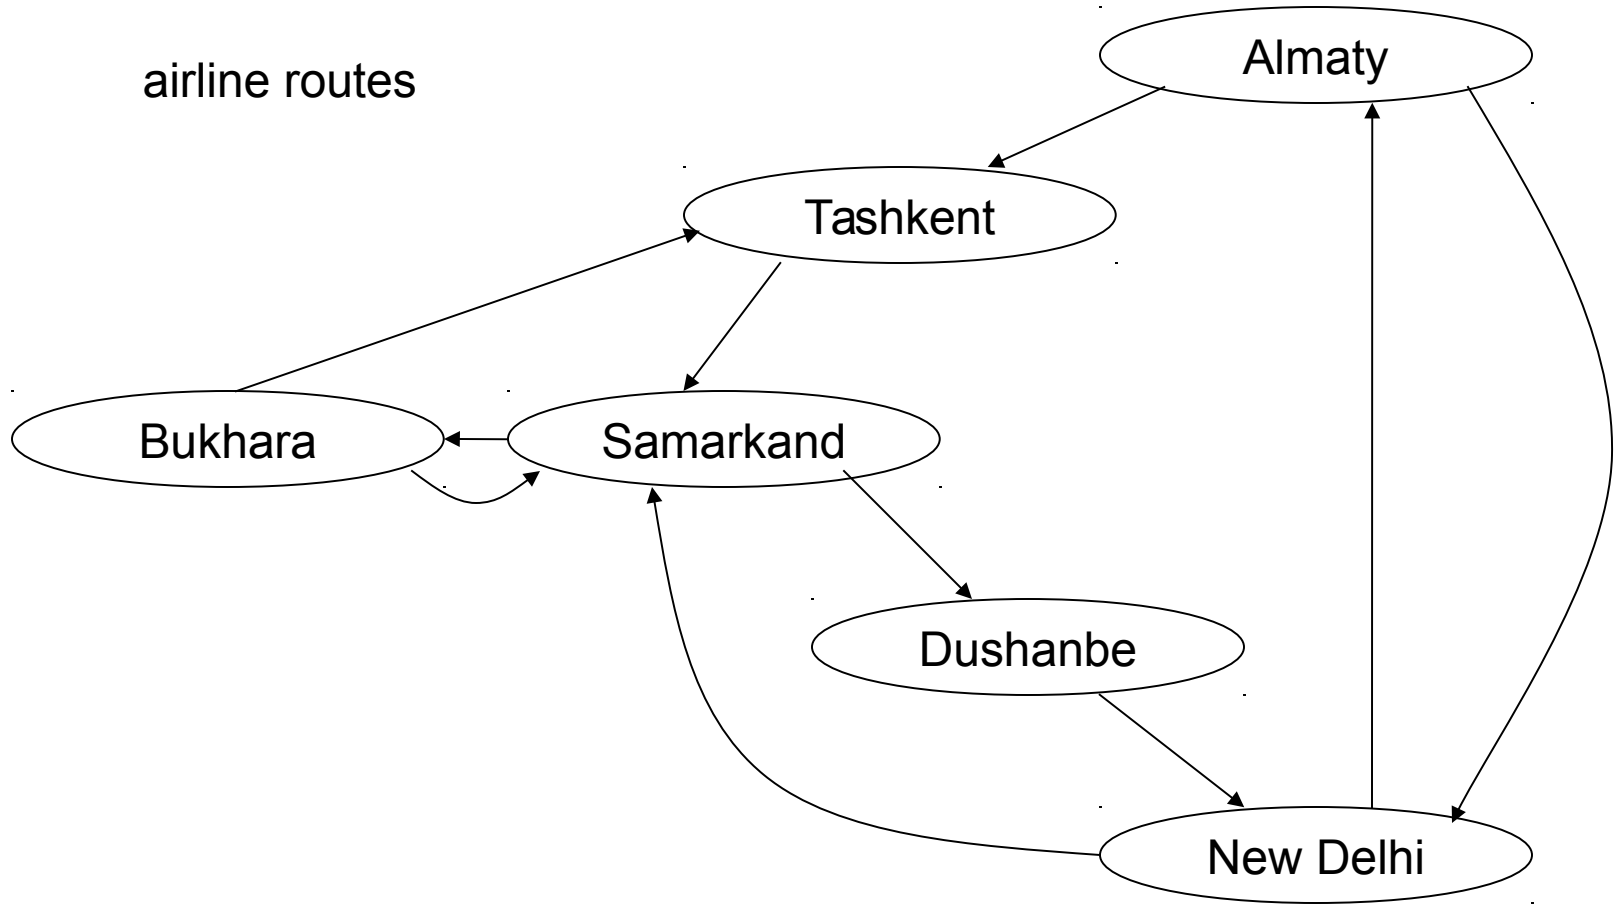 airline routes
Almaty
Tashkent
Bukhara
Samarkand
Dushanbe
New Delhi